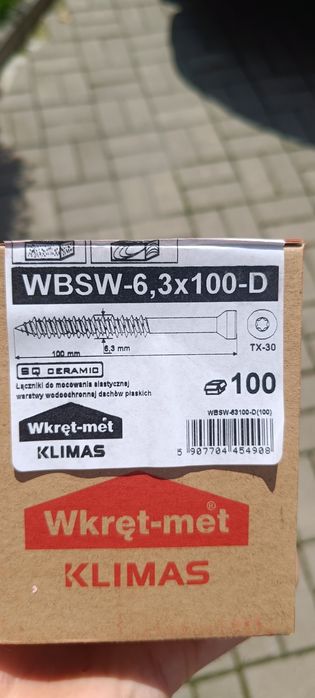 WBSW-6,3x100-D
100 mm
6,3 mm
TX-30
SQ CERAMIC
Łączniki do mocowania elastycznej
warstwy wodoochronnej dachów płaskich
100
WBSW-63100-D(100)
Wkręt-met
KLIMAS
5 907704 454908
Wkręt-met
KLIMAS